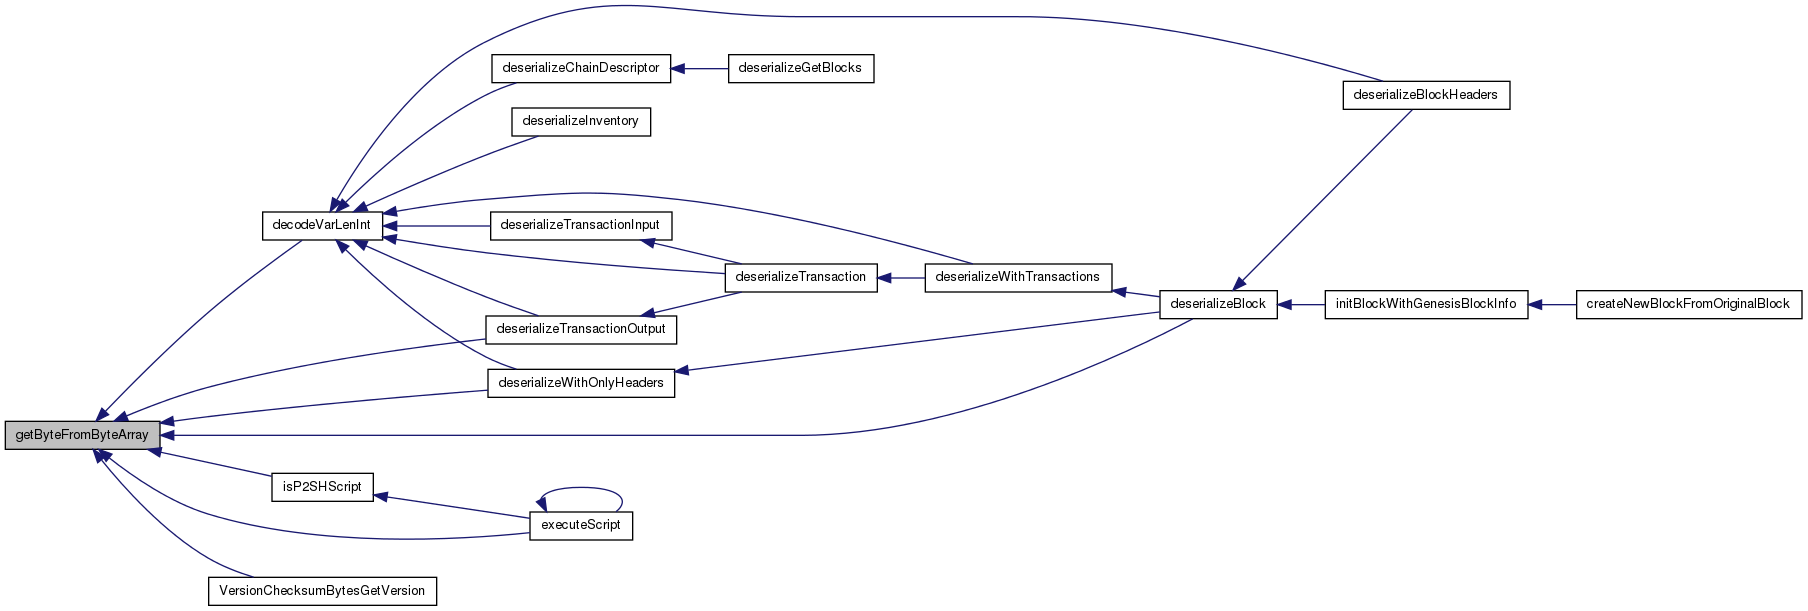 deserializeChainDescriptor
deserializeGetBlocks
deserializeBlockHeaders
deserializeInventory
decodeVarLenInt
deserializeTransactionInput
deserializeTransaction
deserializeWithTransactions
deserializeBlock
initBlockWithGenesisBlockInfo
createNewBlockFromOriginalBlock
deserializeTransactionOutput
deserializeWithOnlyHeaders
getByteFromByteArray
isP2SHScript
executeScript
VersionChecksumBytesGetVersion